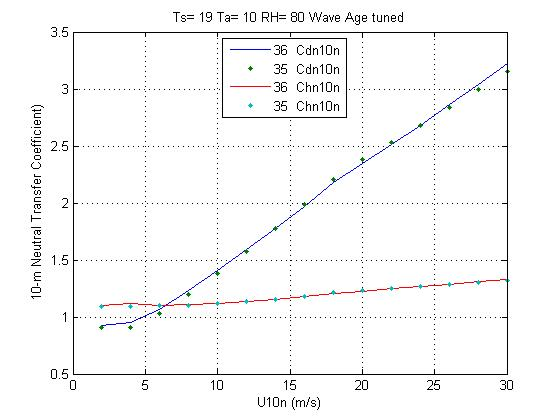 Ts= 19 Ta= 10 RH= 80 Wave Age tuned
36 Cdn10n
35 Cdn10n
36 Chn10n
35 Chn10n
10-m Neutral Transfer Coefficient)
3.5
3
2.5
2
1.5
1
0.5
0 5 10 15 20 25 30
U10n (m/s)